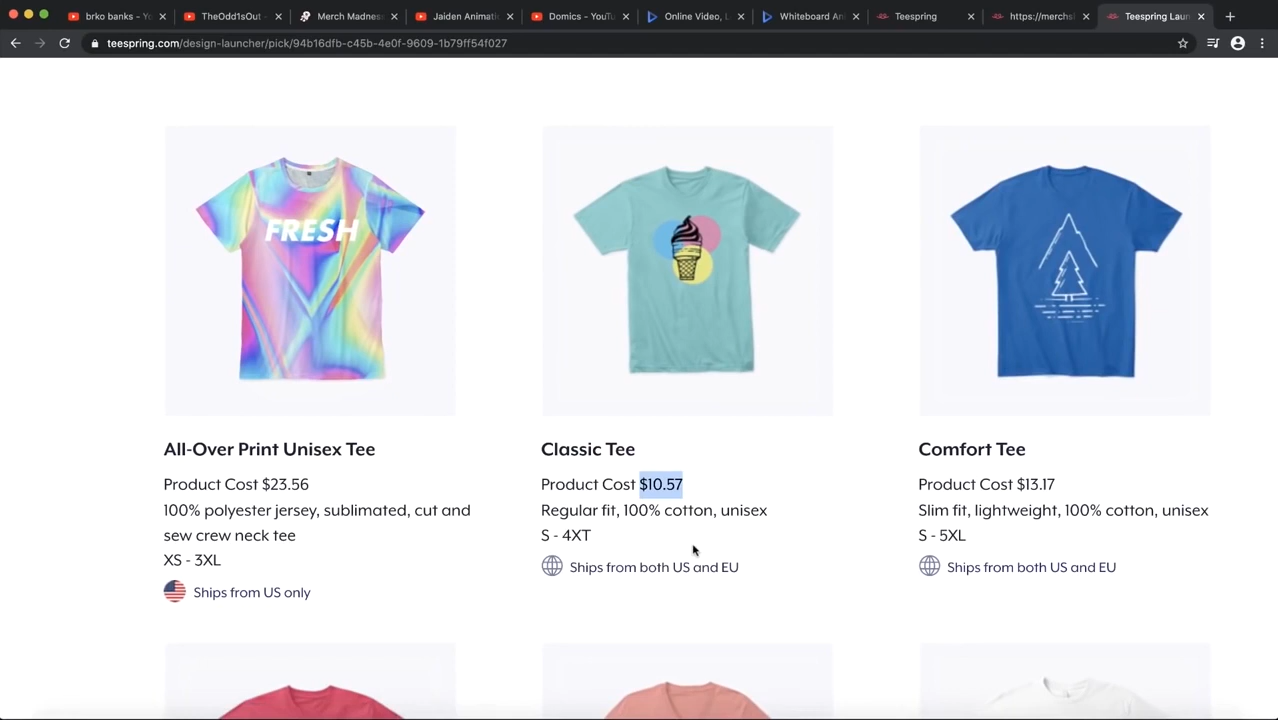 brko banks - Yo
TheOdd1sOut -
Merch Madnes
Jaiden Animati
Domics - YouTu
Online Video, L
Whiteboard An
Teespring
https://merchsl
Teespring Laun
teespring.com/design-launcher/pick/94b16dfb-c45b-4e0f-9609-1b79ff54f027
FRESH
All-Over Print Unisex Tee
Product Cost $23.56
100% polyester jersey, sublimated, cut and
sew crew neck tee
XS - 3XL
Ships from US only
Classic Tee
Product Cost $10.57
Regular fit, 100% cotton, unisex
S - 4XT
Ships from both US and EU
Comfort Tee
Product Cost $13.17
Slim fit, lightweight, 100% cotton, unisex
S - 5XL
Ships from both US and EU